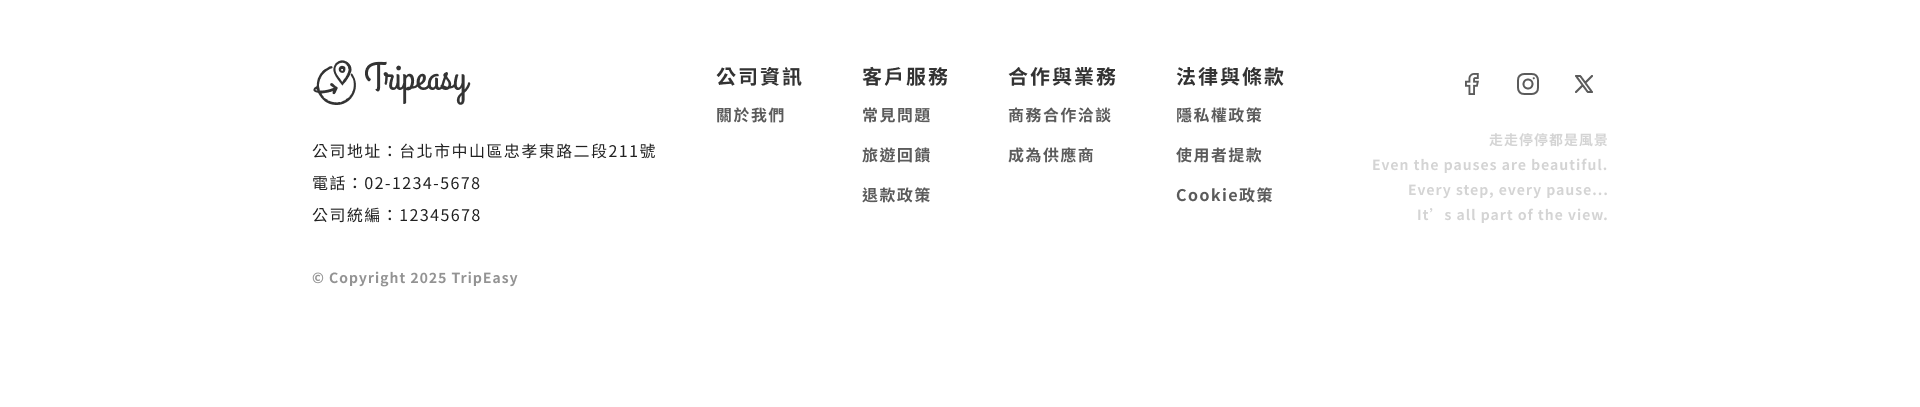 Tripeasy
公司地址：台北市中山區忠孝東路二段211號
電話：02-1234-5678
公司統編：12345678
© Copyright 2025 TripEasy
公司資訊
關於我們
客戶服務
常見問題
旅遊回饋
退款政策
合作與業務
商務合作洽談
成為供應商
法律與條款
隱私權政策
使用者提款
Cookie政策
走走停停都是風景
Even the pauses are beautiful.
Every step, every pause...
It’s all part of the view.